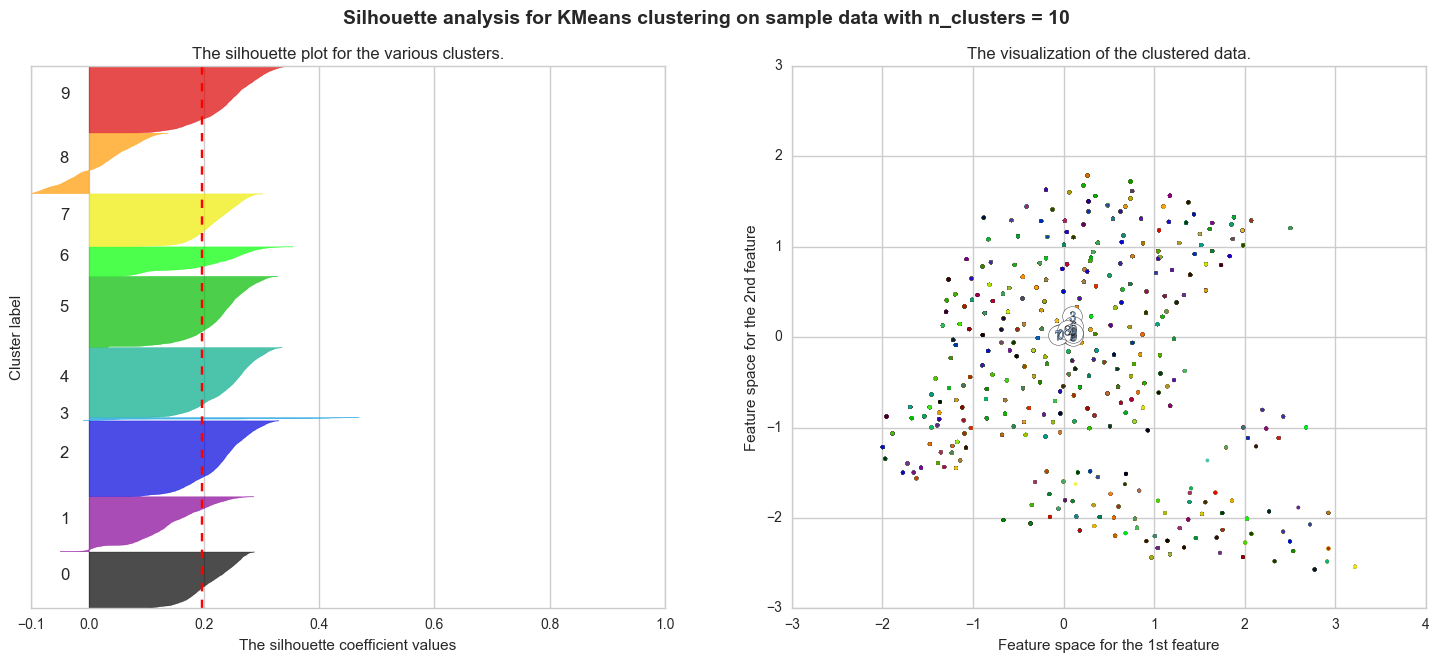 Silhouette analysis for KMeans clustering on sample data with n_clusters = 10
The silhouette plot for the various clusters.
9
8
7
6
5
4
3
2
1
0
Cluster label
−0.1 0.0 0.2 0.4 0.6 0.8 1.0
The silhouette coefficient values
The visualization of the clustered data.
3
2
1
0
−1
−2
−3
Feature space for the 2nd feature
−3 −2 −1 0 1 2 3 4
Feature space for the 1st feature